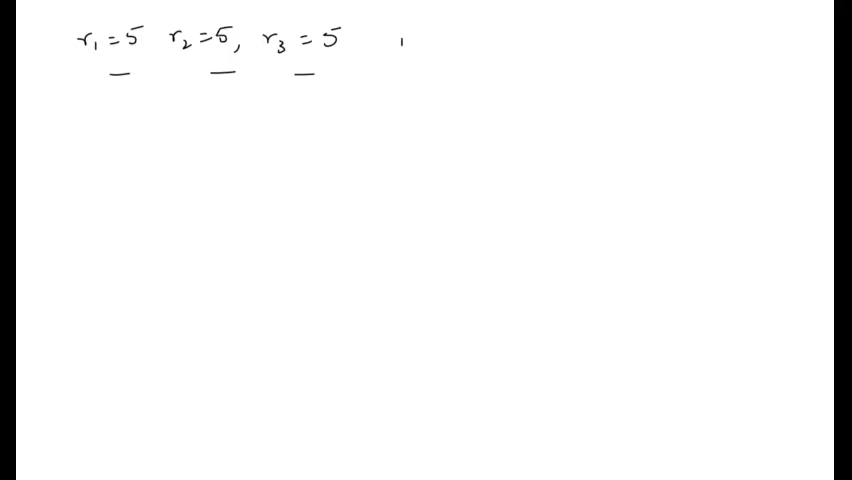 r₁ = 5 r₂ = 5, r₃ = 5